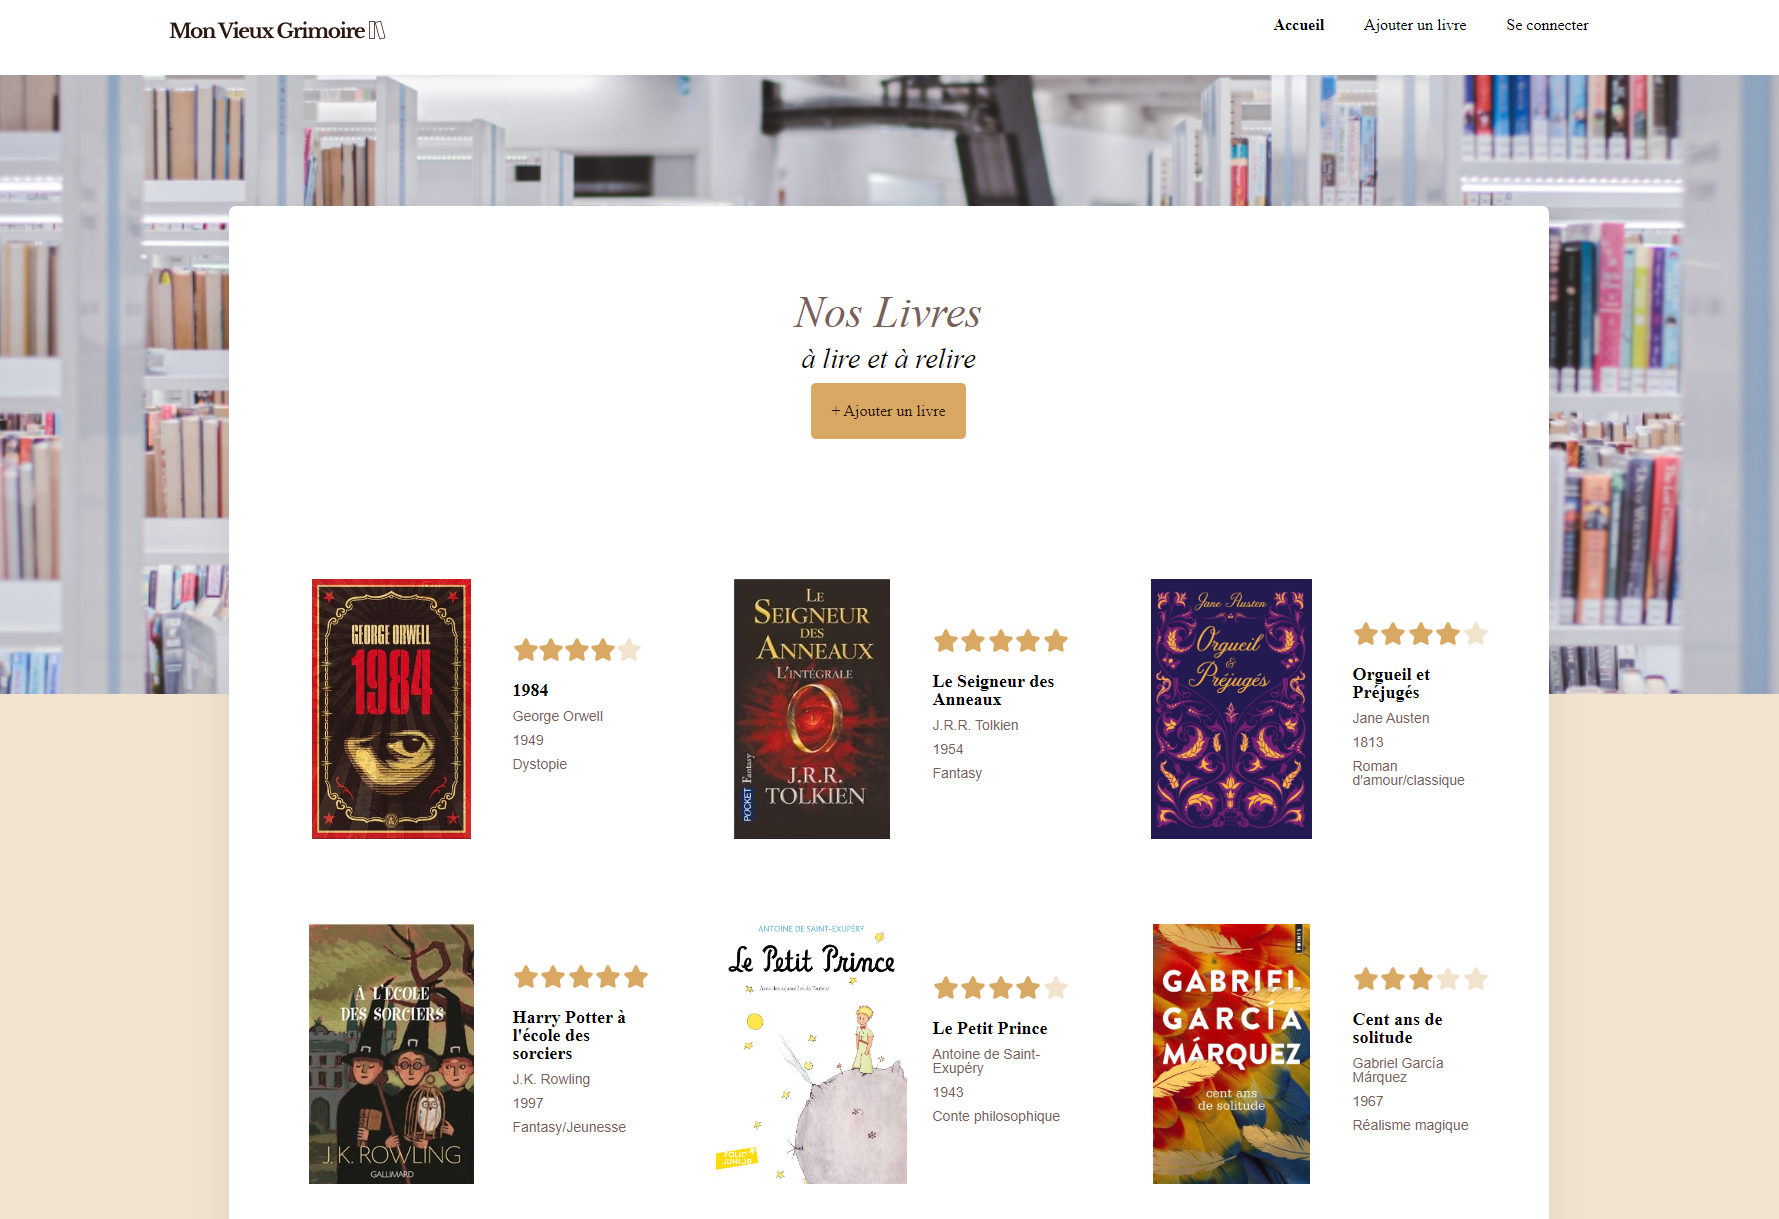 Mon Vieux Grimoire
Accueil
Ajouter un livre
Se connecter
Nos Livres
à lire et à relire
+ Ajouter un livre
GEORGE ORWELL
1984
1984
George Orwell
1949
Dystopie
LE
SEIGNEUR
DES
ANNEAUX
L'INTÉGRALE
J.R.R.
TOLKIEN
POCKET Fantasy
Le Seigneur des
Anneaux
J.R.R. Tolkien
1954
Fantasy
Jane Austen
Orgueil
&
Préjugés
Orgueil et
Préjugés
Jane Austen
1813
Roman
d'amour/classique
À L'ÉCOLE
DES SORCIERS
J. K. ROWLING
GALLIMARD
Harry Potter à
l'école des
sorciers
J.K. Rowling
1997
Fantasy/Jeunesse
ANTOINE DE SAINT-EXUPÉRY
Le Petit Prince
Avec des aquarelles de l'auteur
FOLIO
JUNIOR
Le Petit Prince
Antoine de Saint-
Exupéry
1943
Conte philosophique
POINTS
GABRIEL
GARCÍA
MÁRQUEZ
cent ans
de solitude
Cent ans de
solitude
Gabriel García
Márquez
1967
Réalisme magique